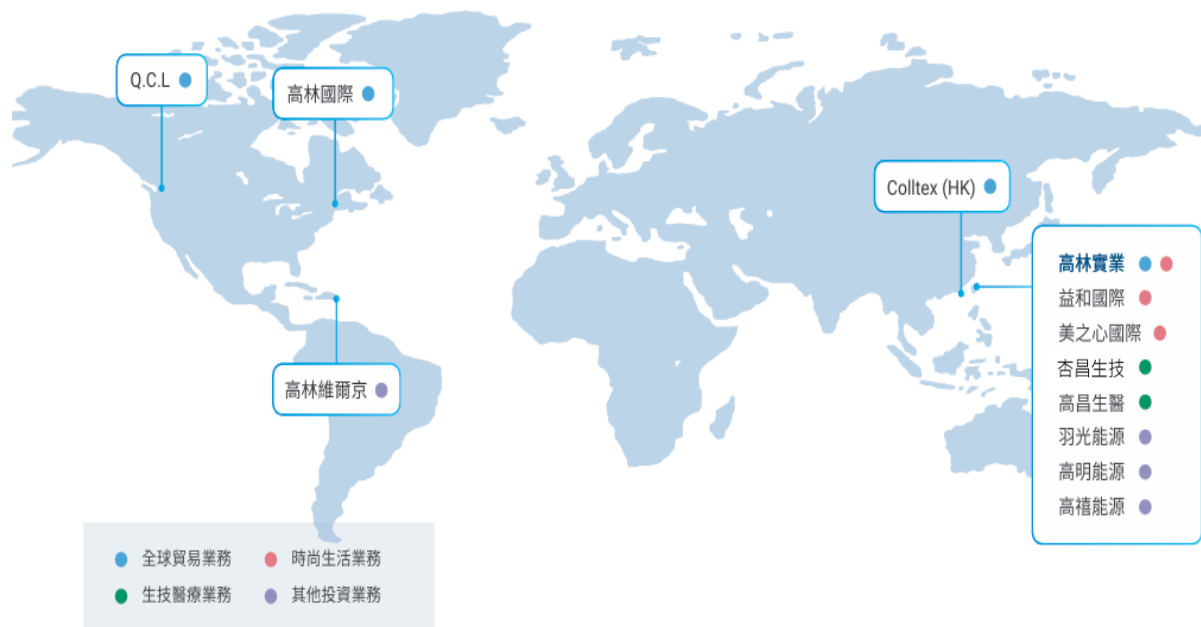 Q.C.L
高林國際
Colltex (HK)
高林實業
益和國際
美之心國際
杏昌生技
高昌生醫
羽光能源
高明能源
高禧能源
高林維爾京
全球貿易業務
時尚生活業務
生技醫療業務
其他投資業務